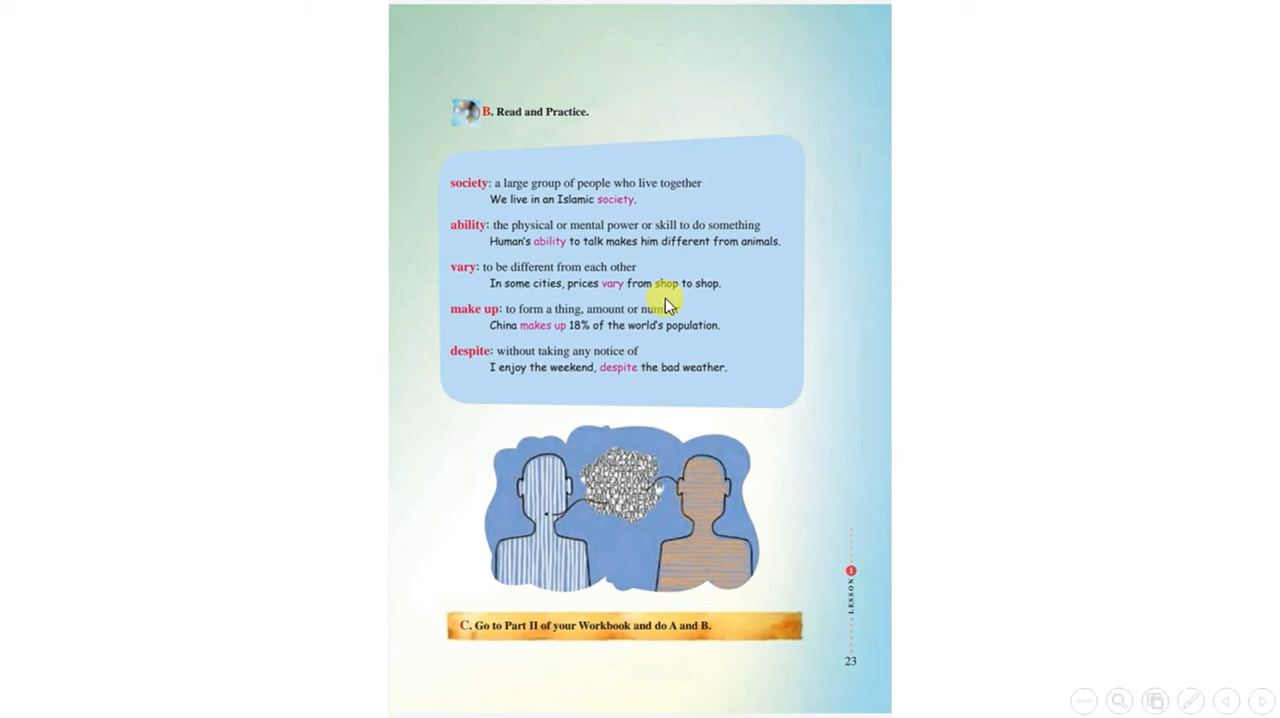 B. Read and Practice.
society: a large group of people who live together
We live in an Islamic society.
ability: the physical or mental power or skill to do something
Human's ability to talk makes him different from animals.
vary: to be different from each other
In some cities, prices vary from shop to shop.
make up: to form a thing, amount or number
China makes up 18% of the world's population.
despite: without taking any notice of
I enjoy the weekend, despite the bad weather.
C. Go to Part II of your Workbook and do A and B.
LESSON 1
23